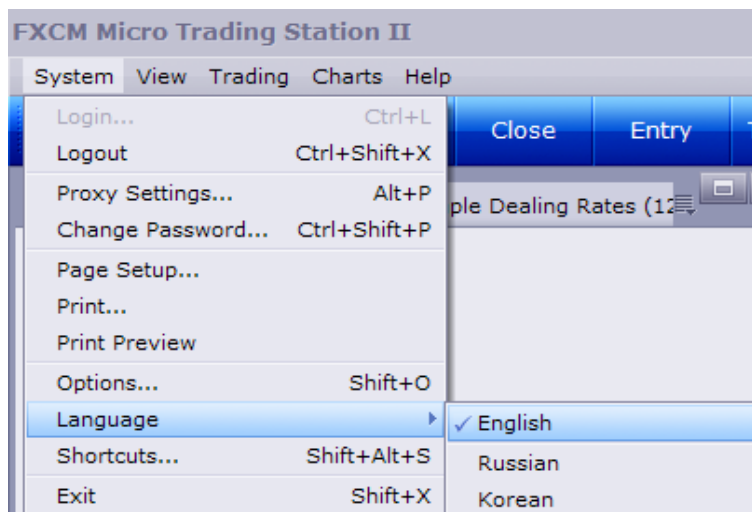 FXCM Micro Trading Station II
System View Trading Charts Help
Login... Ctrl+L
Logout Ctrl+Shift+X
Close Entry
Proxy Settings... Alt+P
ple Dealing Rates (12
Change Password... Ctrl+Shift+P
Page Setup...
Print...
Print Preview
Options... Shift+O
Language
English
Shortcuts... Shift+Alt+S
Russian
Exit Shift+X
Korean